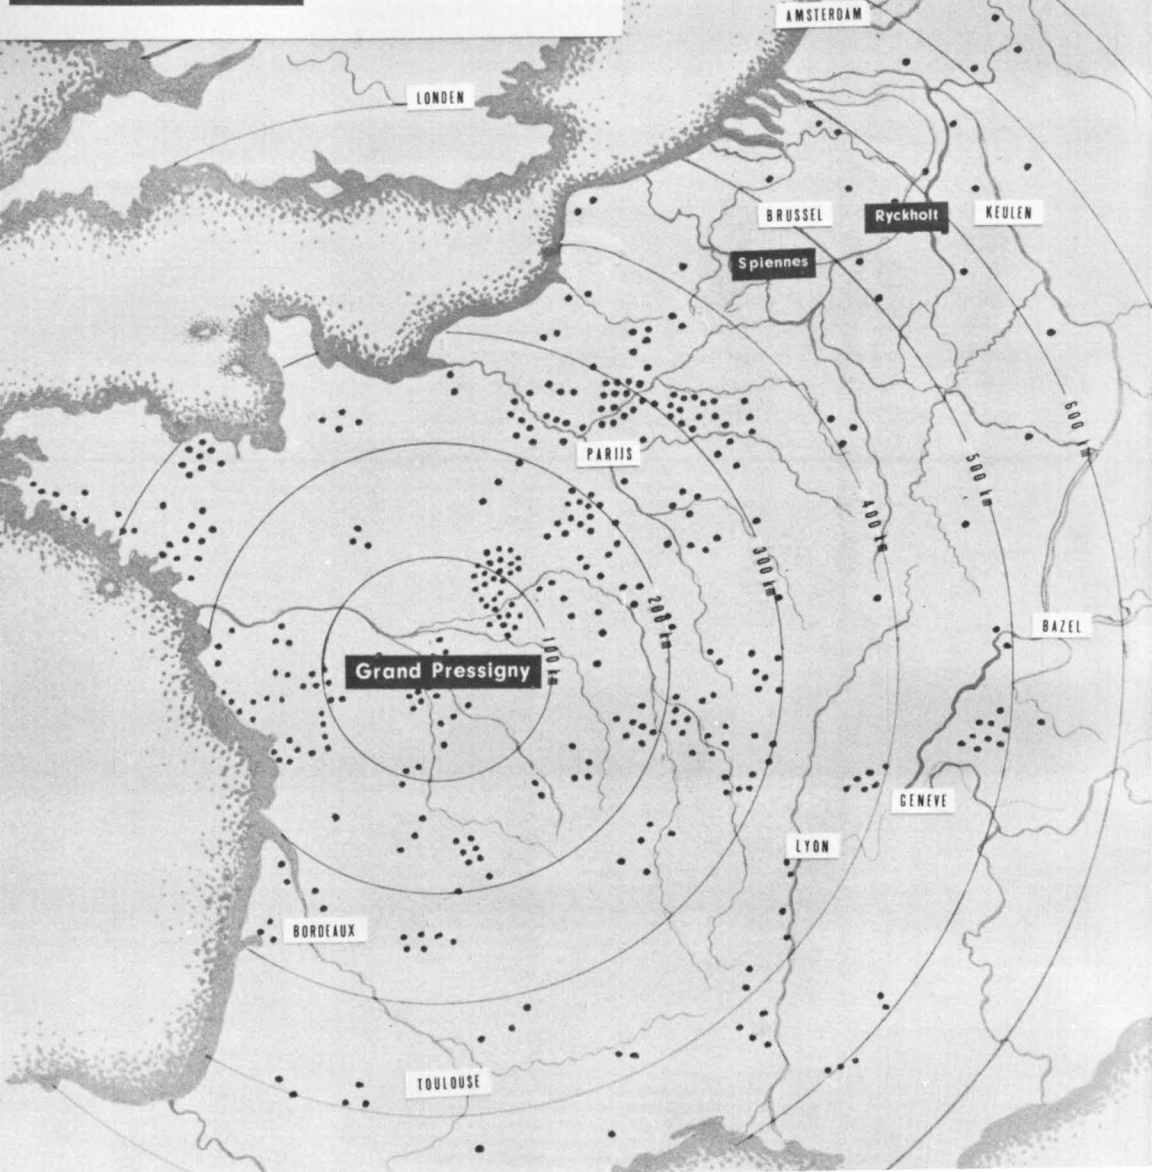 AMSTERDAM
LONDEN
BRUSSEL
Ryckholt
KEULEN
Spiennes
600 km
PARIJS
500 km
400 km
300 km
200 km
BAZEL
100 km
Grand Pressigny
GENEVE
LYON
BORDEAUX
TOULOUSE